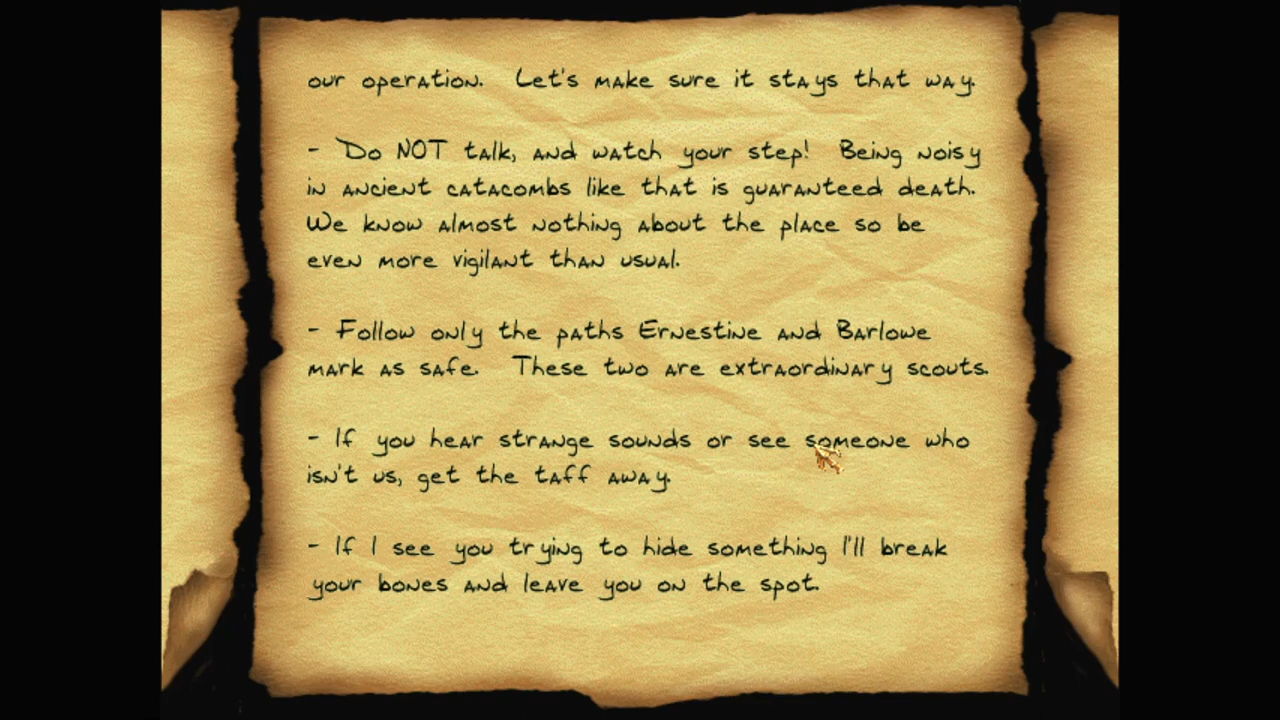 our operation. Let's make sure it stays that way.
- Do NOT talk, and watch your step! Being noisy
in ancient catacombs like that is guaranteed death.
We know almost nothing about the place so be
even more vigilant than usual.
- Follow only the paths Ernestine and Barlowe
mark as safe. These two are extraordinary scouts.
- If you hear strange sounds or see someone who
isn't us, get the taff away.
- If I see you trying to hide something I'll break
your bones and leave you on the spot.